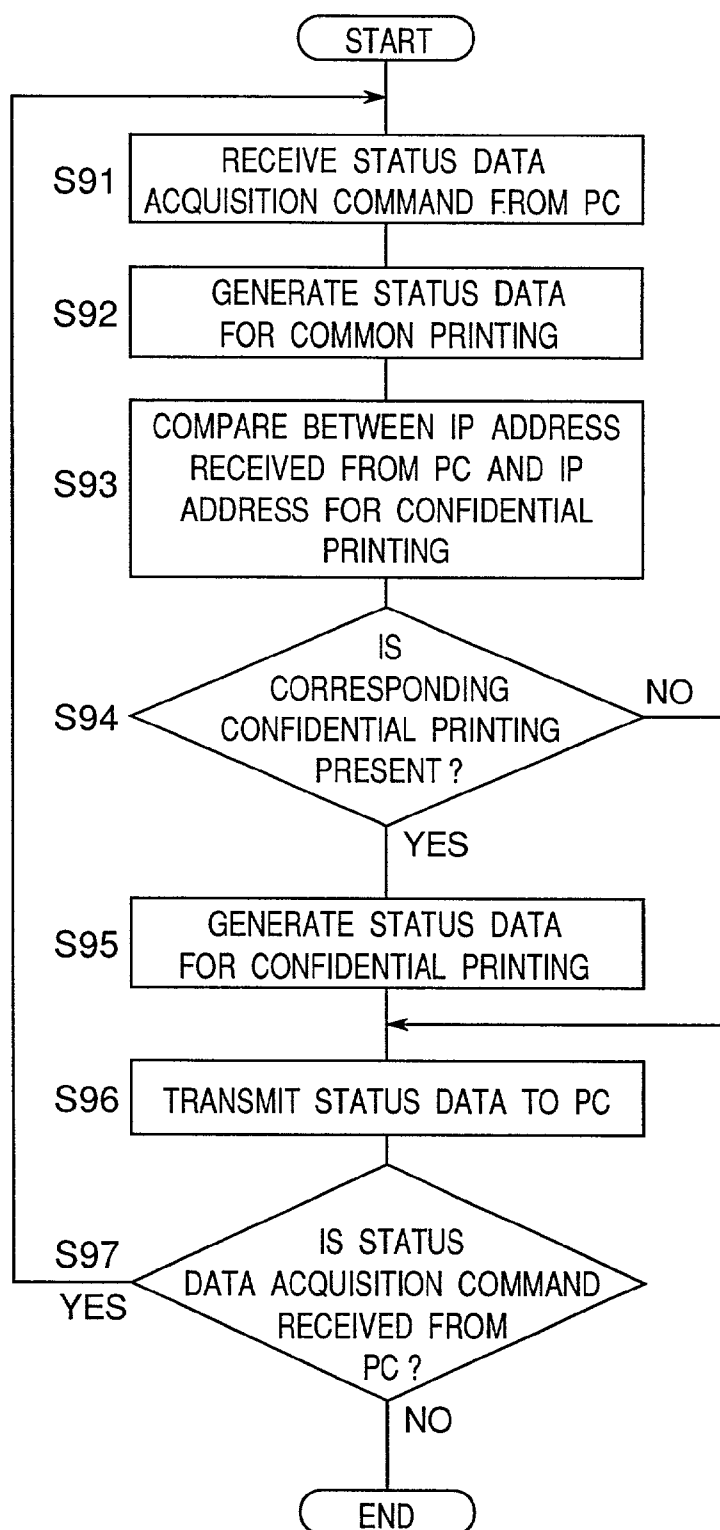 START
S91
RECEIVE STATUS DATA
ACQUISITION COMMAND FROM PC
S92
GENERATE STATUS DATA
FOR COMMON PRINTING
S93
COMPARE BETWEEN IP ADDRESS
RECEIVED FROM PC AND IP
ADDRESS FOR CONFIDENTIAL
PRINTING
S94
IS
CORRESPONDING
CONFIDENTIAL PRINTING
PRESENT ?
NO
YES
S95
GENERATE STATUS DATA
FOR CONFIDENTIAL PRINTING
S96
TRANSMIT STATUS DATA TO PC
S97
IS STATUS
DATA ACQUISITION COMMAND
RECEIVED FROM
PC ?
YES
NO
END